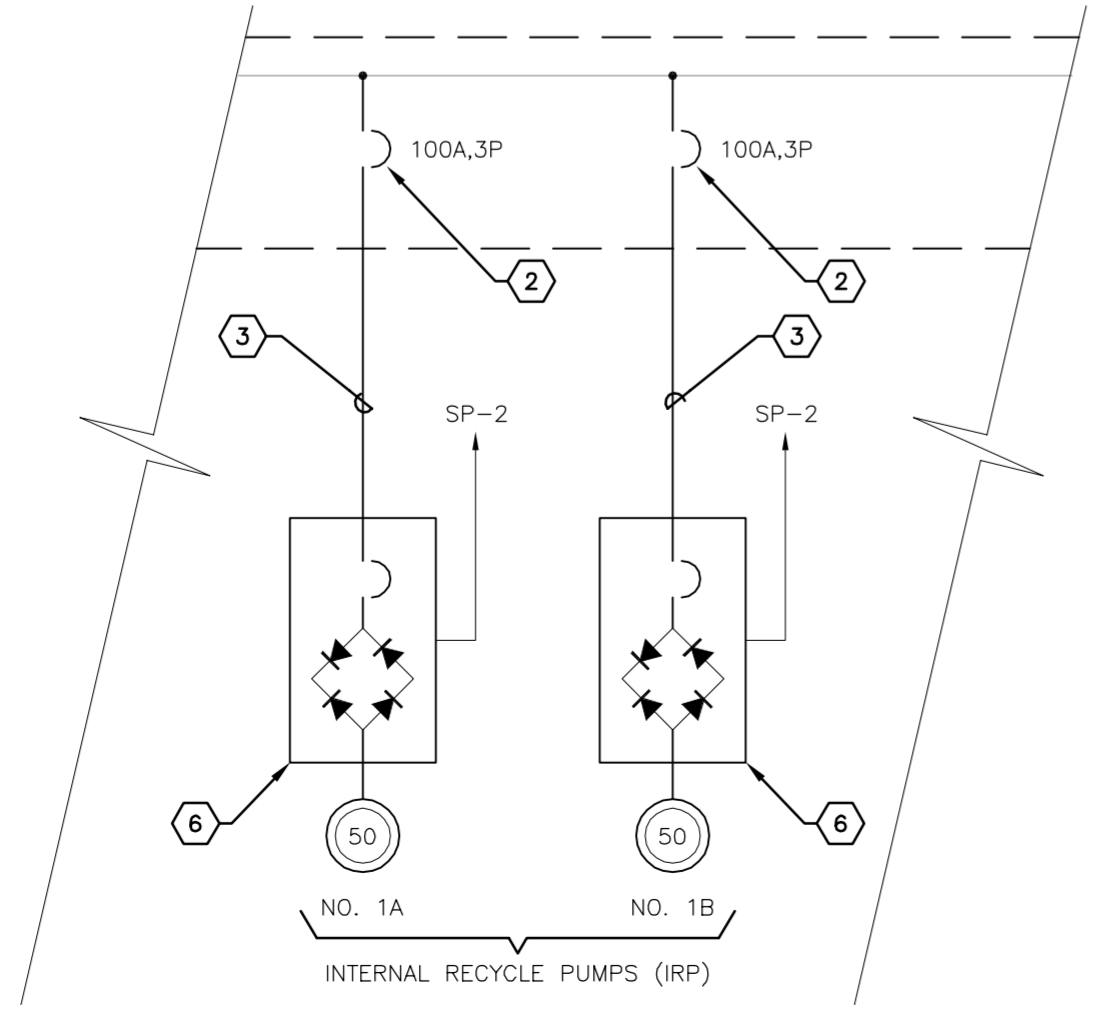 100A,3P
100A,3P
2
2
3
3
SP-2
SP-2
6
6
50
50
NO. 1A
NO. 1B
INTERNAL RECYCLE PUMPS (IRP)